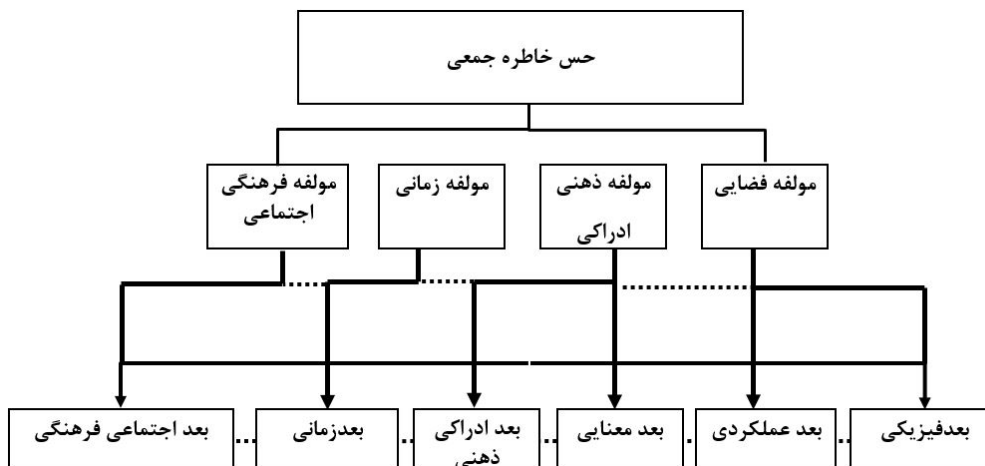 حس خاطره جمعی
مولفه فضایی
مولفه ذهنی
ادراکی
مولفه زمانی
مولفه فرهنگی
اجتماعی
بعدفیزیکی
بعد عملکردی
بعد معنایی
بعد ادراکی
ذهنی
بعدزمانی
بعد اجتماعی فرهنگی